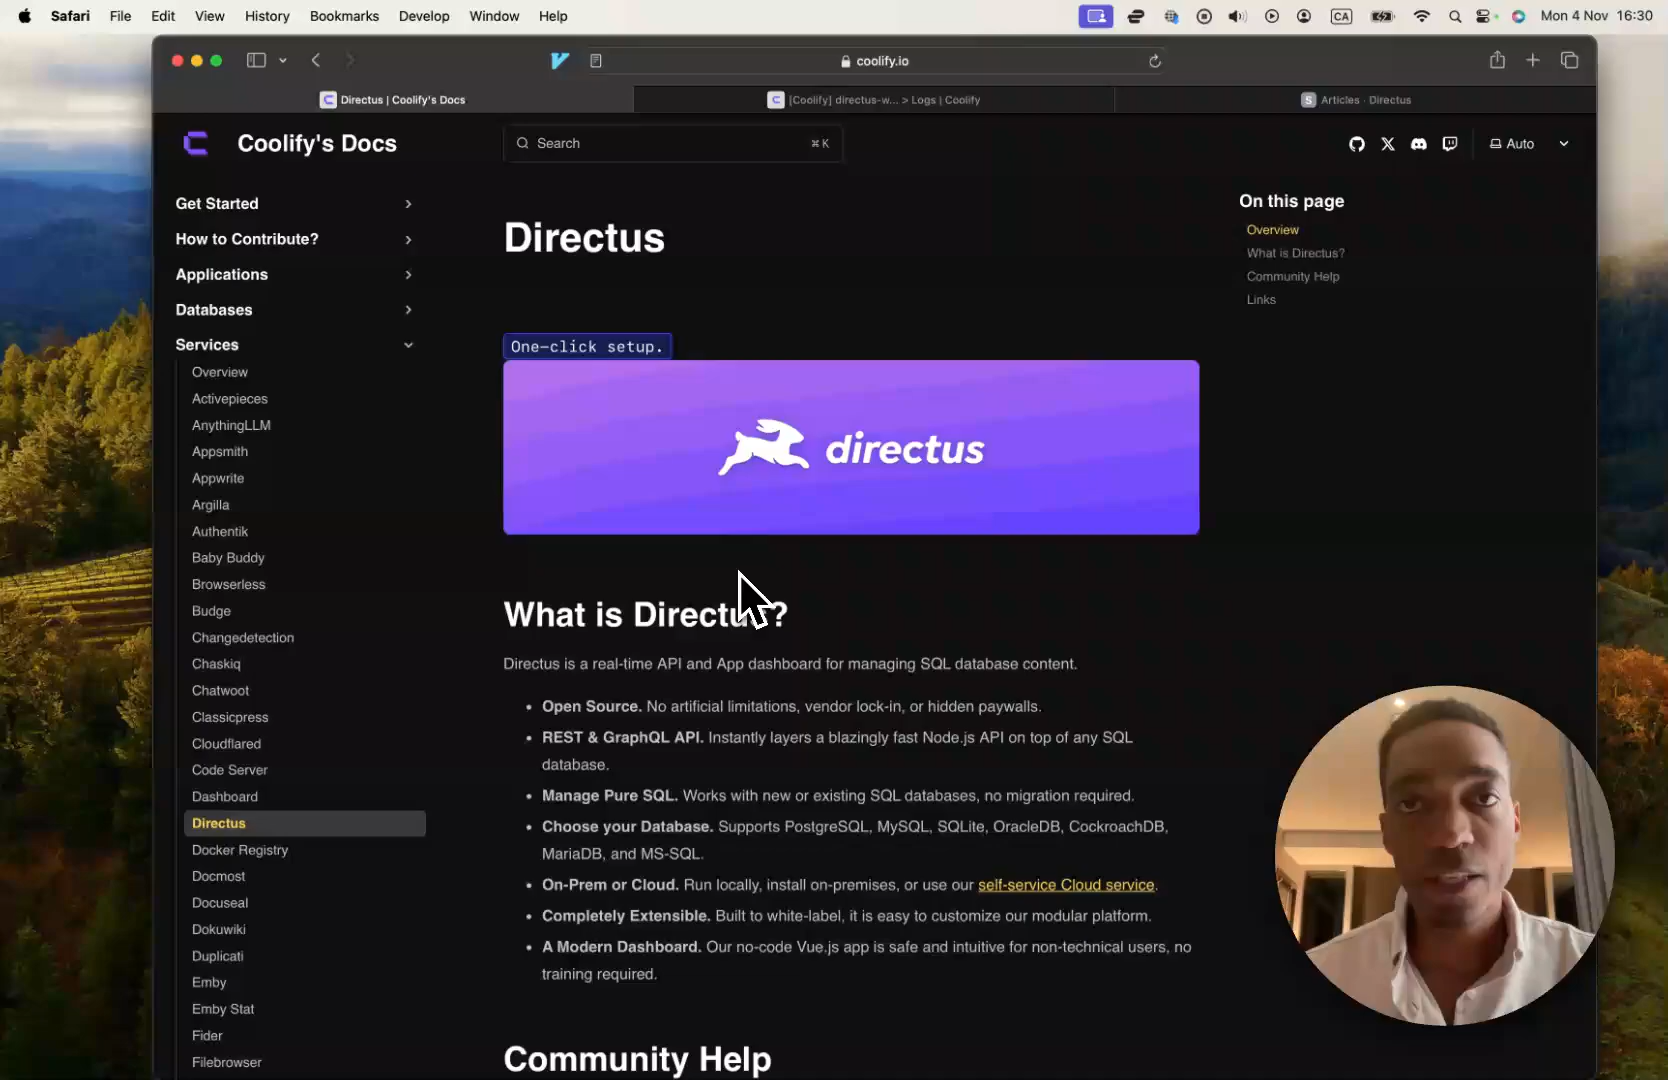 Safari File Edit View History Bookmarks Develop Window Help CA Mon 4 Nov 16:30
coolify.io
Directus | Coolify's Docs
[Coolify] directus-w... > Logs | Coolify
S Articles · Directus
Coolify's Docs
Search ⌘K
Auto
Get Started
How to Contribute?
Applications
Databases
Services
Overview
Activepieces
AnythingLLM
Appsmith
Appwrite
Argilla
Authentik
Baby Buddy
Browserless
Budge
Changedetection
Chaskiq
Chatwoot
Classicpress
Cloudflared
Code Server
Dashboard
Directus
Docker Registry
Docmost
Docuseal
Dokuwiki
Duplicati
Emby
Emby Stat
Fider
Filebrowser
Directus
One-click setup.
directus
What is Directus?
Directus is a real-time API and App dashboard for managing SQL database content.
• Open Source. No artificial limitations, vendor lock-in, or hidden paywalls.
• REST & GraphQL API. Instantly layers a blazingly fast Node.js API on top of any SQL
database.
• Manage Pure SQL. Works with new or existing SQL databases, no migration required.
• Choose your Database. Supports PostgreSQL, MySQL, SQLite, OracleDB, CockroachDB,
MariaDB, and MS-SQL.
• On-Prem or Cloud. Run locally, install on-premises, or use our self-service Cloud service.
• Completely Extensible. Built to white-label, it is easy to customize our modular platform.
• A Modern Dashboard. Our no-code Vue.js app is safe and intuitive for non-technical users, no
training required.
Community Help
On this page
Overview
What is Directus?
Community Help
Links